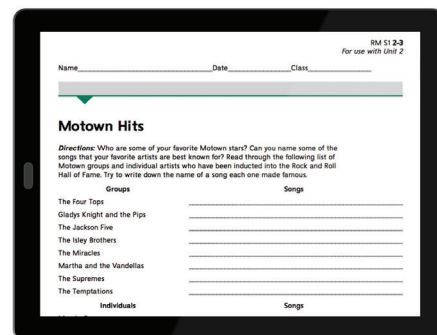 RM S1 2-3
For use with Unit 2
Name Date Class
Motown Hits
Directions: Who are some of your favorite Motown stars? Can you name some of the
songs that your favorite artists are best known for? Read through the following list of
Motown groups and individual artists who have been inducted into the Rock and Roll
Hall of Fame. Try to write down the name of a song each one made famous.
Groups Songs
The Four Tops
Gladys Knight and the Pips
The Jackson Five
The Isley Brothers
The Miracles
Martha and the Vandellas
The Supremes
The Temptations
Individuals Songs